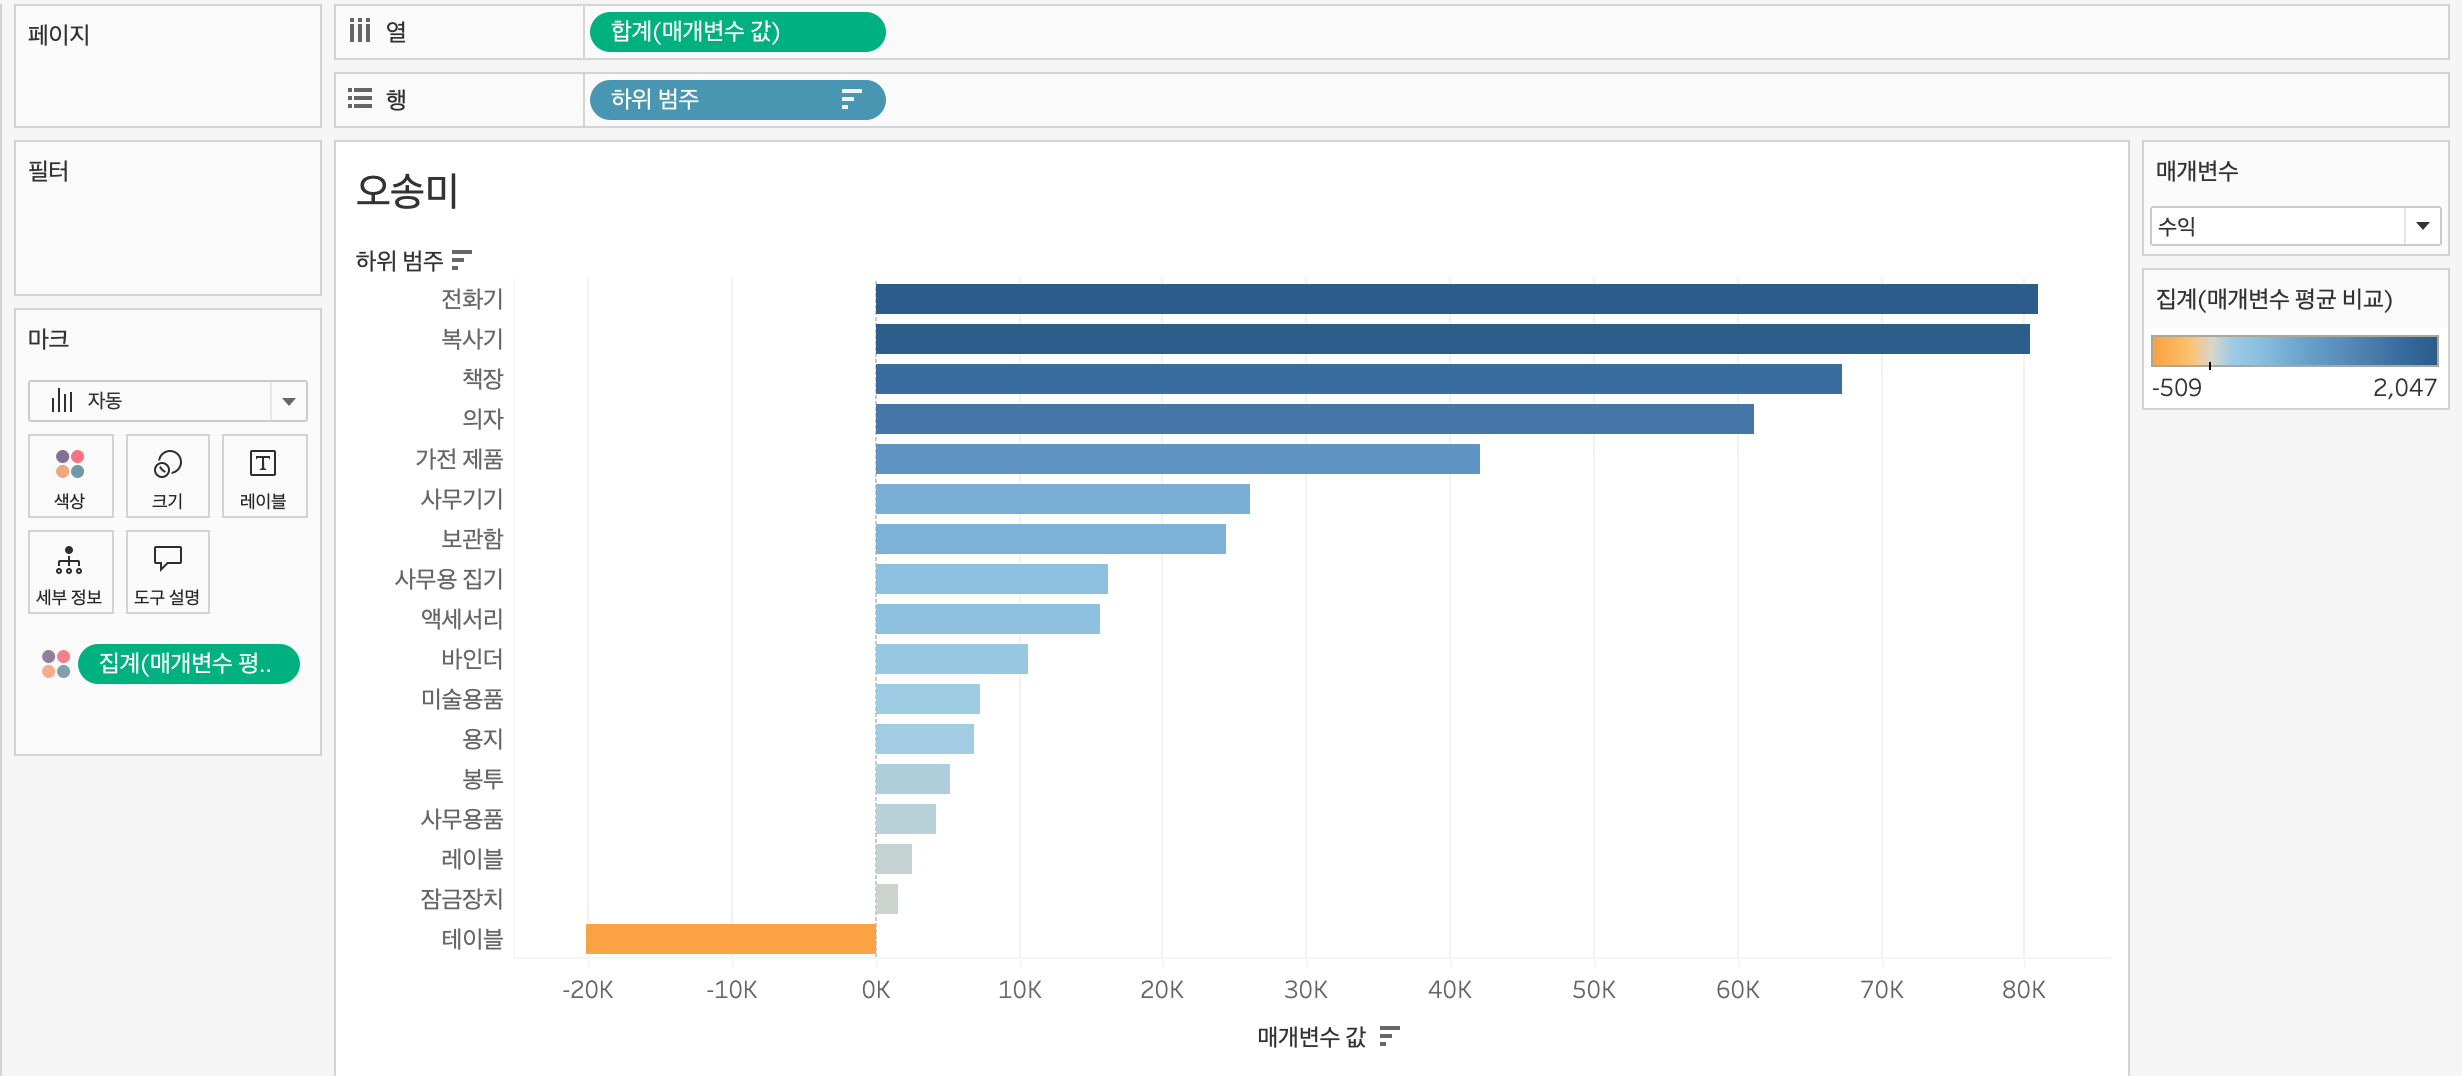 페이지
열
합계(매개변수 값)
행
하위 범주
필터
마크
자동
색상
크기
레이블
세부 정보
도구 설명
집계(매개변수 평..
오송미
하위 범주
전화기
복사기
책장
의자
가전 제품
사무기기
보관함
사무용 집기
액세서리
바인더
미술용품
용지
봉투
사무용품
레이블
잠금장치
테이블
-20K -10K 0K 10K 20K 30K 40K 50K 60K 70K 80K
매개변수 값
매개변수
수익
집계(매개변수 평균 비교)
-509 2,047